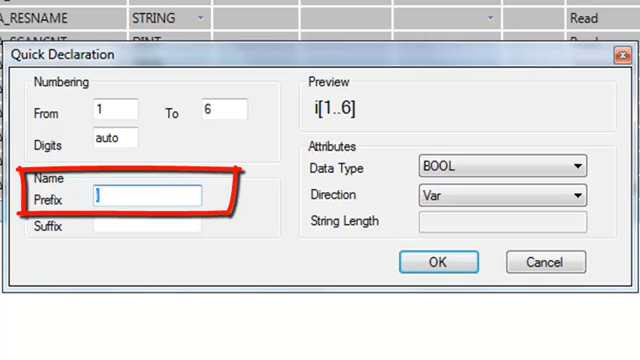 A_RESNAME STRING Read
Quick Declaration
Numbering
From 1 To 6
Digits auto
Name
Prefix
Suffix
Preview
i[1..6]
Attributes
Data Type BOOL
Direction Var
String Length
OK Cancel